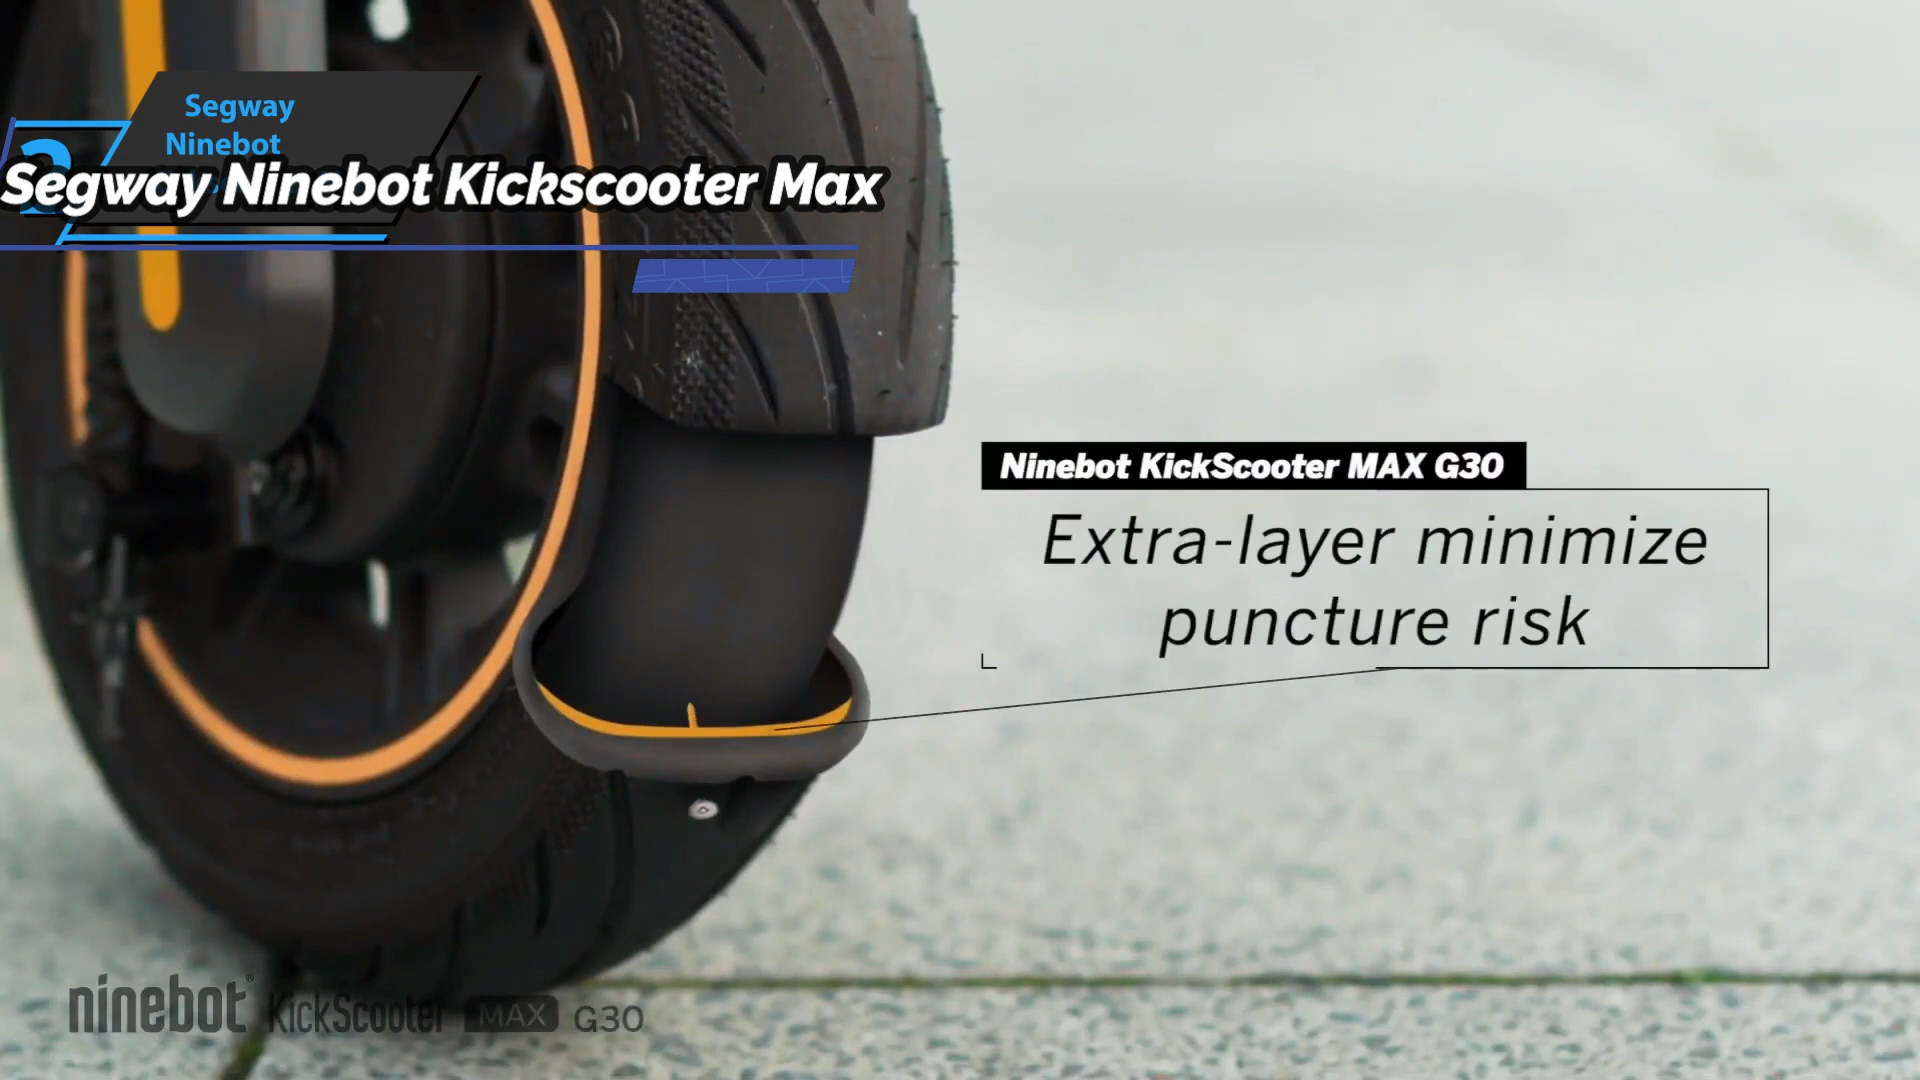 Segway
Ninebot
2
Segway Ninebot Kickscooter Max
Ninebot KickScooter MAX G30
Extra-layer minimize
puncture risk
ninebot® KickScooter MAX G30